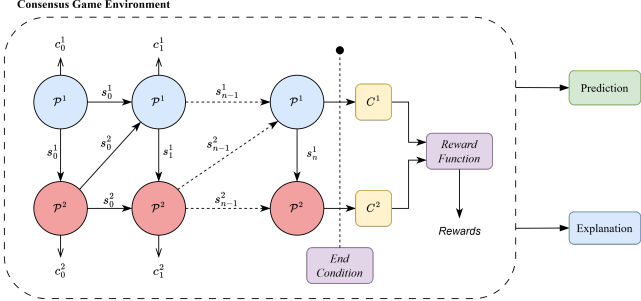 Consensus Game Environment
c_0^1
c_1^1
𝒫^1
s_0^1
𝒫^1
s_{n-1}^1
𝒫^1
C^1
Prediction
s_0^1
s_0^2
s_1^1
s_{n-1}^2
s_n^1
Reward
Function
𝒫^2
s_0^2
𝒫^2
s_{n-1}^2
𝒫^2
C^2
Rewards
Explanation
c_0^2
c_1^2
End
Condition